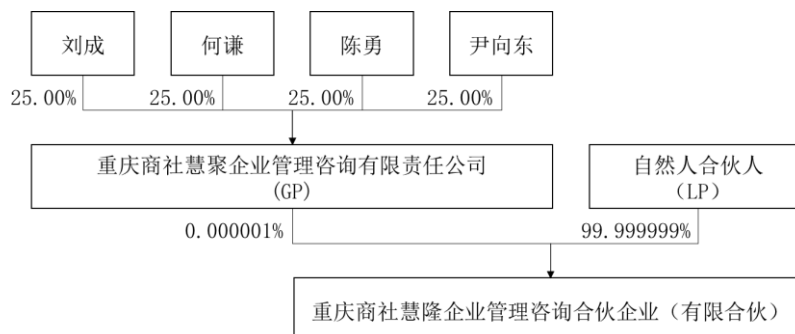 刘成
何谦
陈勇
尹向东
25.00%
25.00%
25.00%
25.00%
重庆商社慧聚企业管理咨询有限责任公司
(GP)
自然人合伙人
（LP）
0.000001%
99.999999%
重庆商社慧隆企业管理咨询合伙企业（有限合伙）